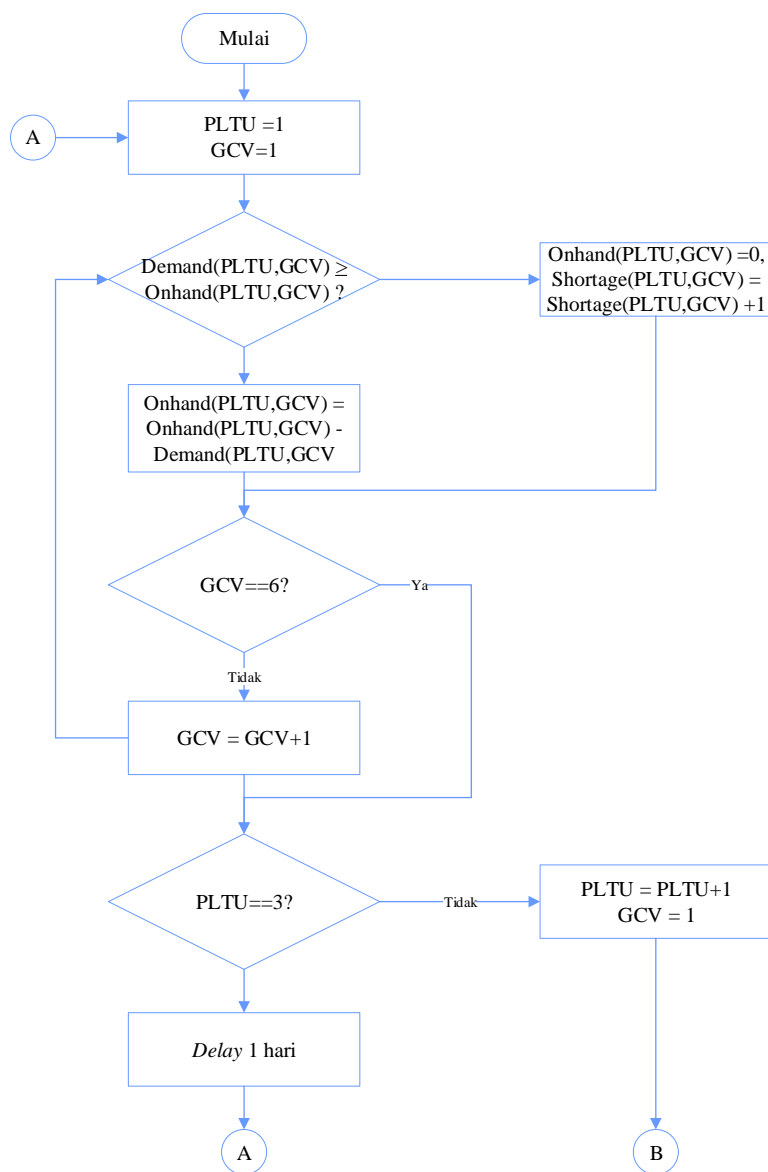 Mulai
A
PLTU =1
GCV=1
Demand(PLTU,GCV) ≥
Onhand(PLTU,GCV) ?
Onhand(PLTU,GCV) =0,
Shortage(PLTU,GCV) =
Shortage(PLTU,GCV) +1
Onhand(PLTU,GCV) =
Onhand(PLTU,GCV) -
Demand(PLTU,GCV
GCV==6?
Ya
Tidak
GCV = GCV+1
PLTU==3?
Tidak
PLTU = PLTU+1
GCV = 1
Delay 1 hari
A
B